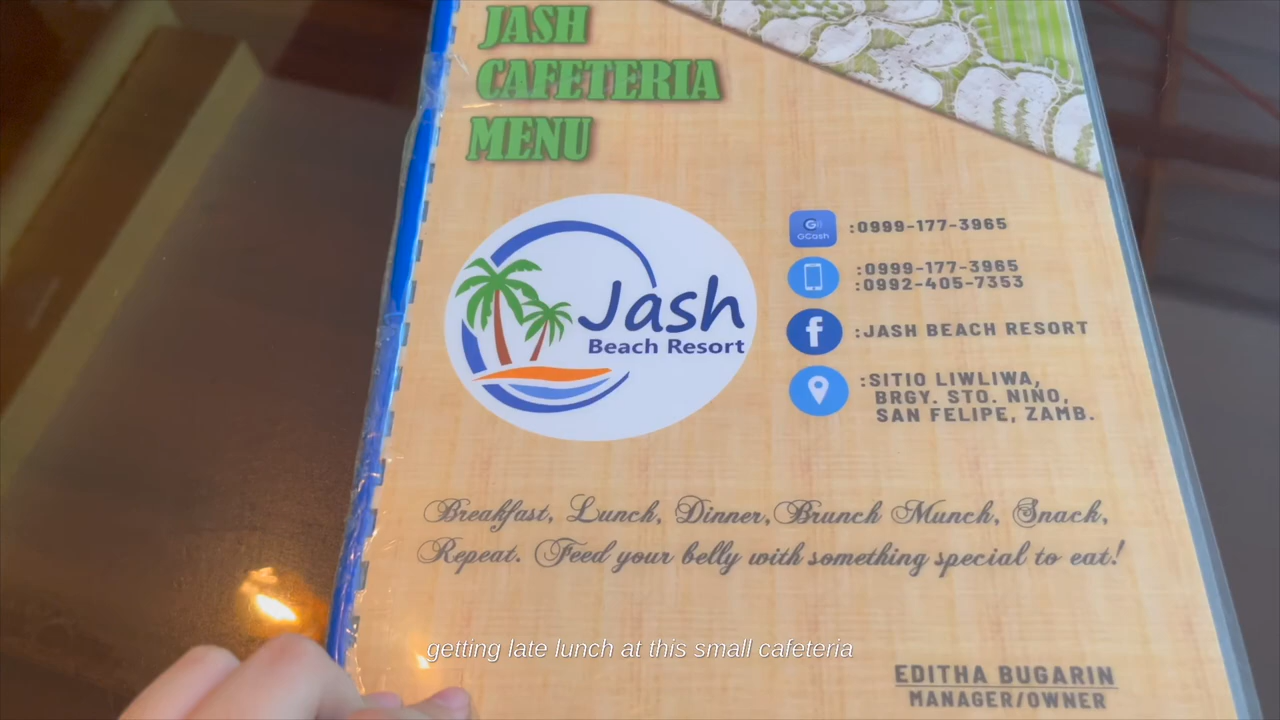 JASH
CAFETERIA
MENU
Jash
Beach Resort
G
GCash
:0999-177-3965
:0999-177-3965
:0992-405-7353
f
:JASH BEACH RESORT
:SITIO LIWLIWA,
BRGY. STO. NINO,
SAN FELIPE, ZAMB.
Breakfast, Lunch, Dinner, Brunch Munch, Snack,
Repeat. Feed your belly with something special to eat!
getting late lunch at this small cafeteria
EDITHA BUGARIN
MANAGER/OWNER